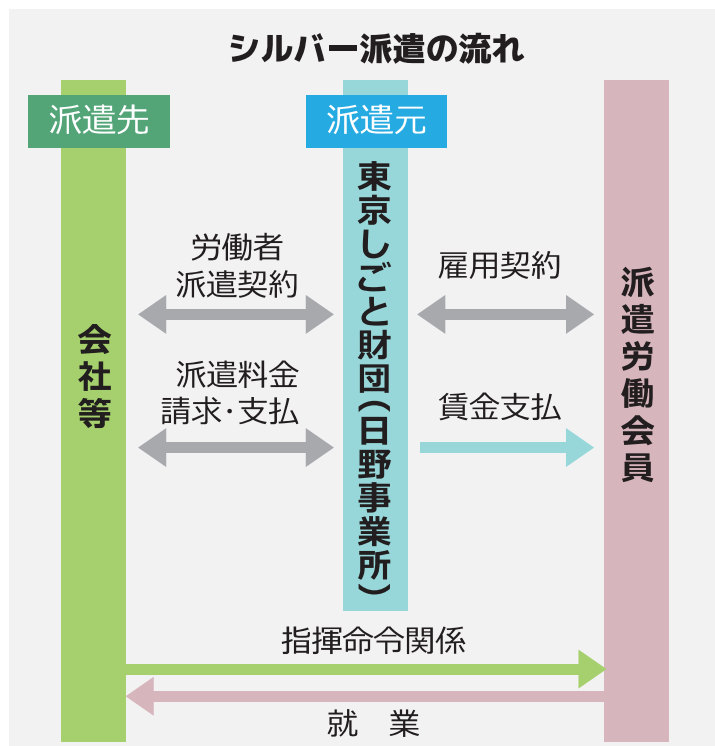 シルバー派遣の流れ
派遣先
派遣元
会社等
労働者
派遣契約
派遣料金
請求・支払
東京しごと財団(日野事業所)
雇用契約
賃金支払
派遣労働会員
指揮命令関係
就　業